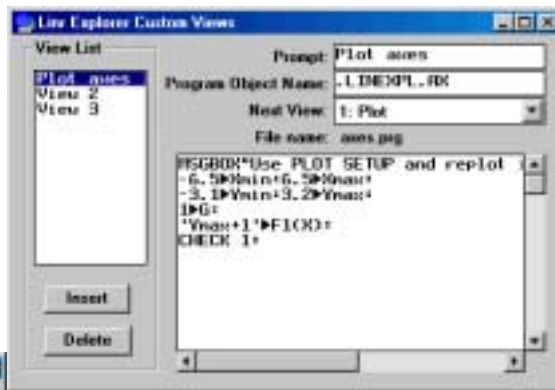 Line Explorer Custom Views
View List
Plot axes
View 2
View 3
Insert
Delete
Prompt: Plot axes
Program Object Name: .LINEXPL.AX
Next View: 1: Plot
File name: axes.prg
MSGBOX"Use PLOT SETUP and replot
-6.5▶Xmin:6.5▶Xmax:
-3.1▶Ymin:3.2▶Ymax:
1▶G:
'Ymax+1'▶F1(X):
CHECK 1: